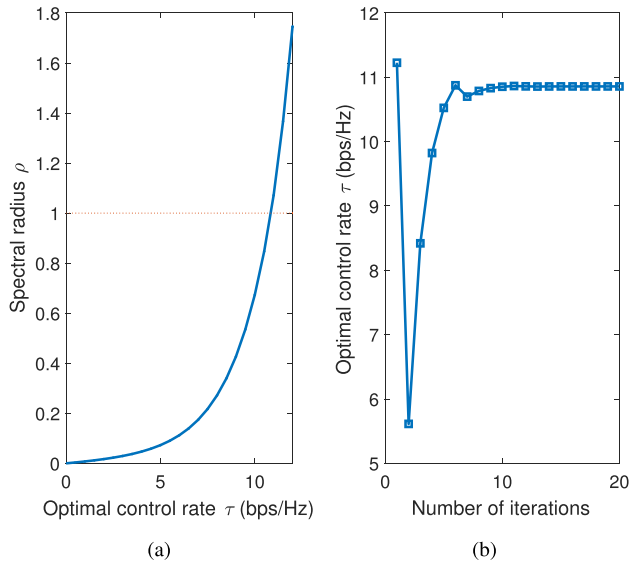 1.8
1.6
1.4
1.2
1
0.8
0.6
0.4
0.2
0
Spectral radius ρ
0 5 10
Optimal control rate τ (bps/Hz)
(a)
12
11
10
9
8
7
6
5
Optimal control rate τ (bps/Hz)
0 10 20
Number of iterations
(b)